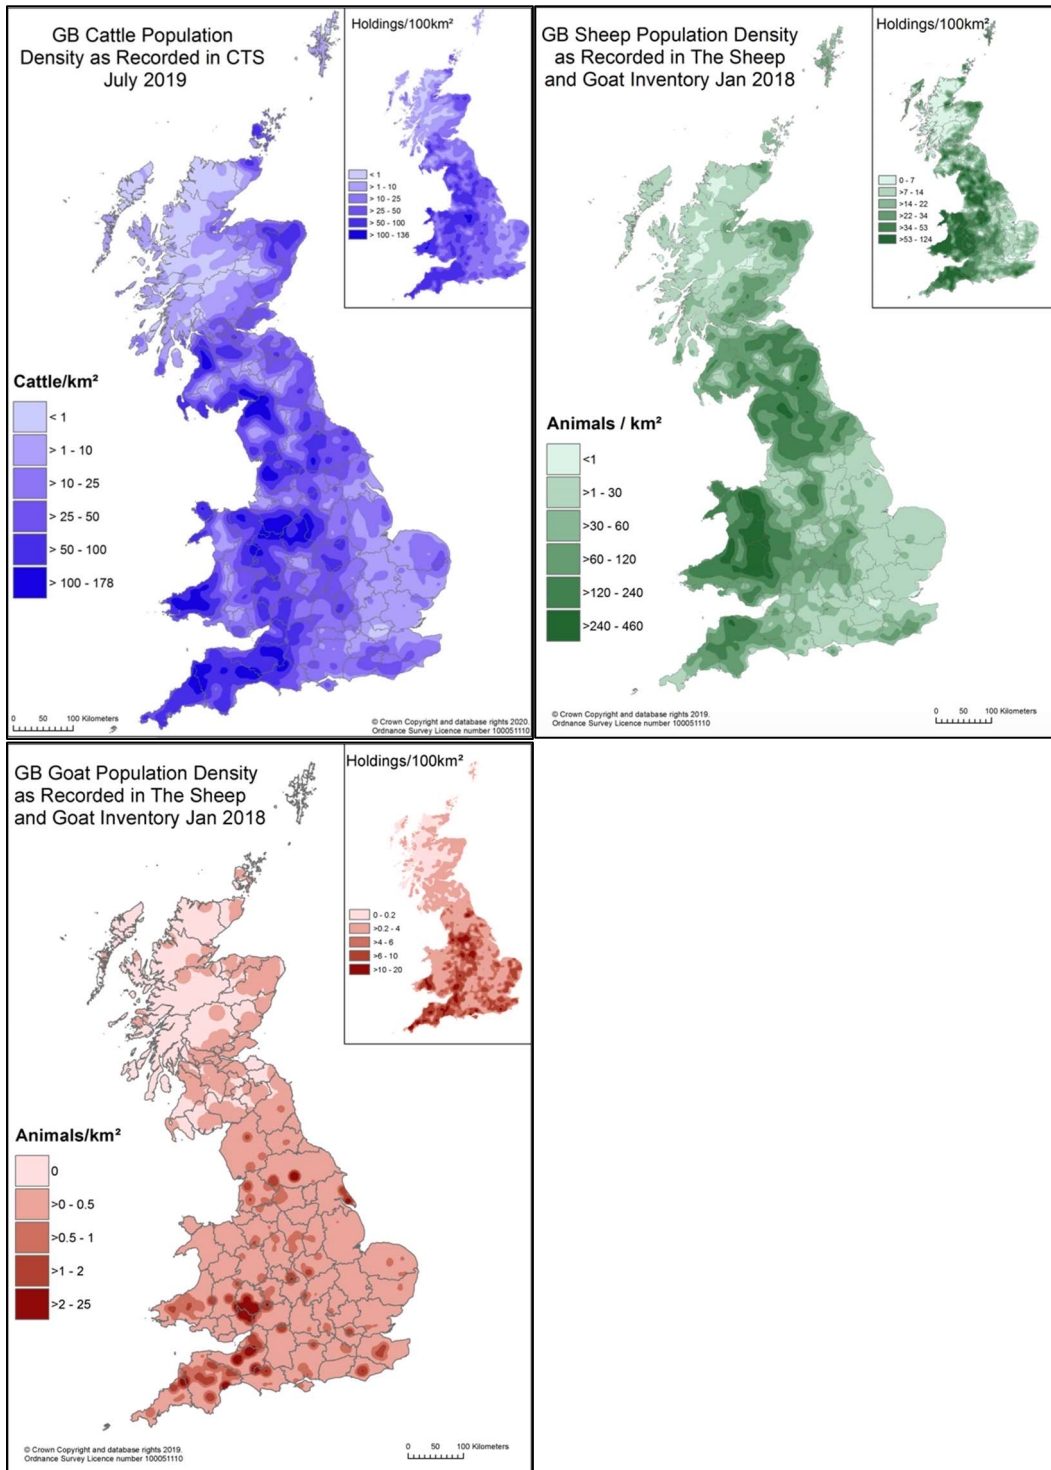 GB Cattle Population
Density as Recorded in CTS
July 2019
Holdings/100km²
< 1
> 1 - 10
> 10 - 25
> 25 - 50
> 50 - 100
> 100 - 136
Cattle/km²
< 1
> 1 - 10
> 10 - 25
> 25 - 50
> 50 - 100
> 100 - 178
0 50 100 Kilometers
© Crown Copyright and database rights 2020.
Ordnance Survey Licence number 100051110
GB Sheep Population Density
as Recorded in The Sheep
and Goat Inventory Jan 2018
Holdings/100km²
0 - 7
>7 - 14
>14 - 22
>22 - 34
>34 - 53
>53 - 124
Animals / km²
<1
>1 - 30
>30 - 60
>60 - 120
>120 - 240
>240 - 460
© Crown Copyright and database rights 2019.
Ordnance Survey Licence number 100051110
0 50 100 Kilometers
GB Goat Population Density
as Recorded in The Sheep
and Goat Inventory Jan 2018
Holdings/100km²
0 - 0.2
>0.2 - 4
>4 - 6
>6 - 10
>10 - 20
Animals/km²
0
>0 - 0.5
>0.5 - 1
>1 - 2
>2 - 25
© Crown Copyright and database rights 2019.
Ordnance Survey Licence number 100051110
0 50 100 Kilometers